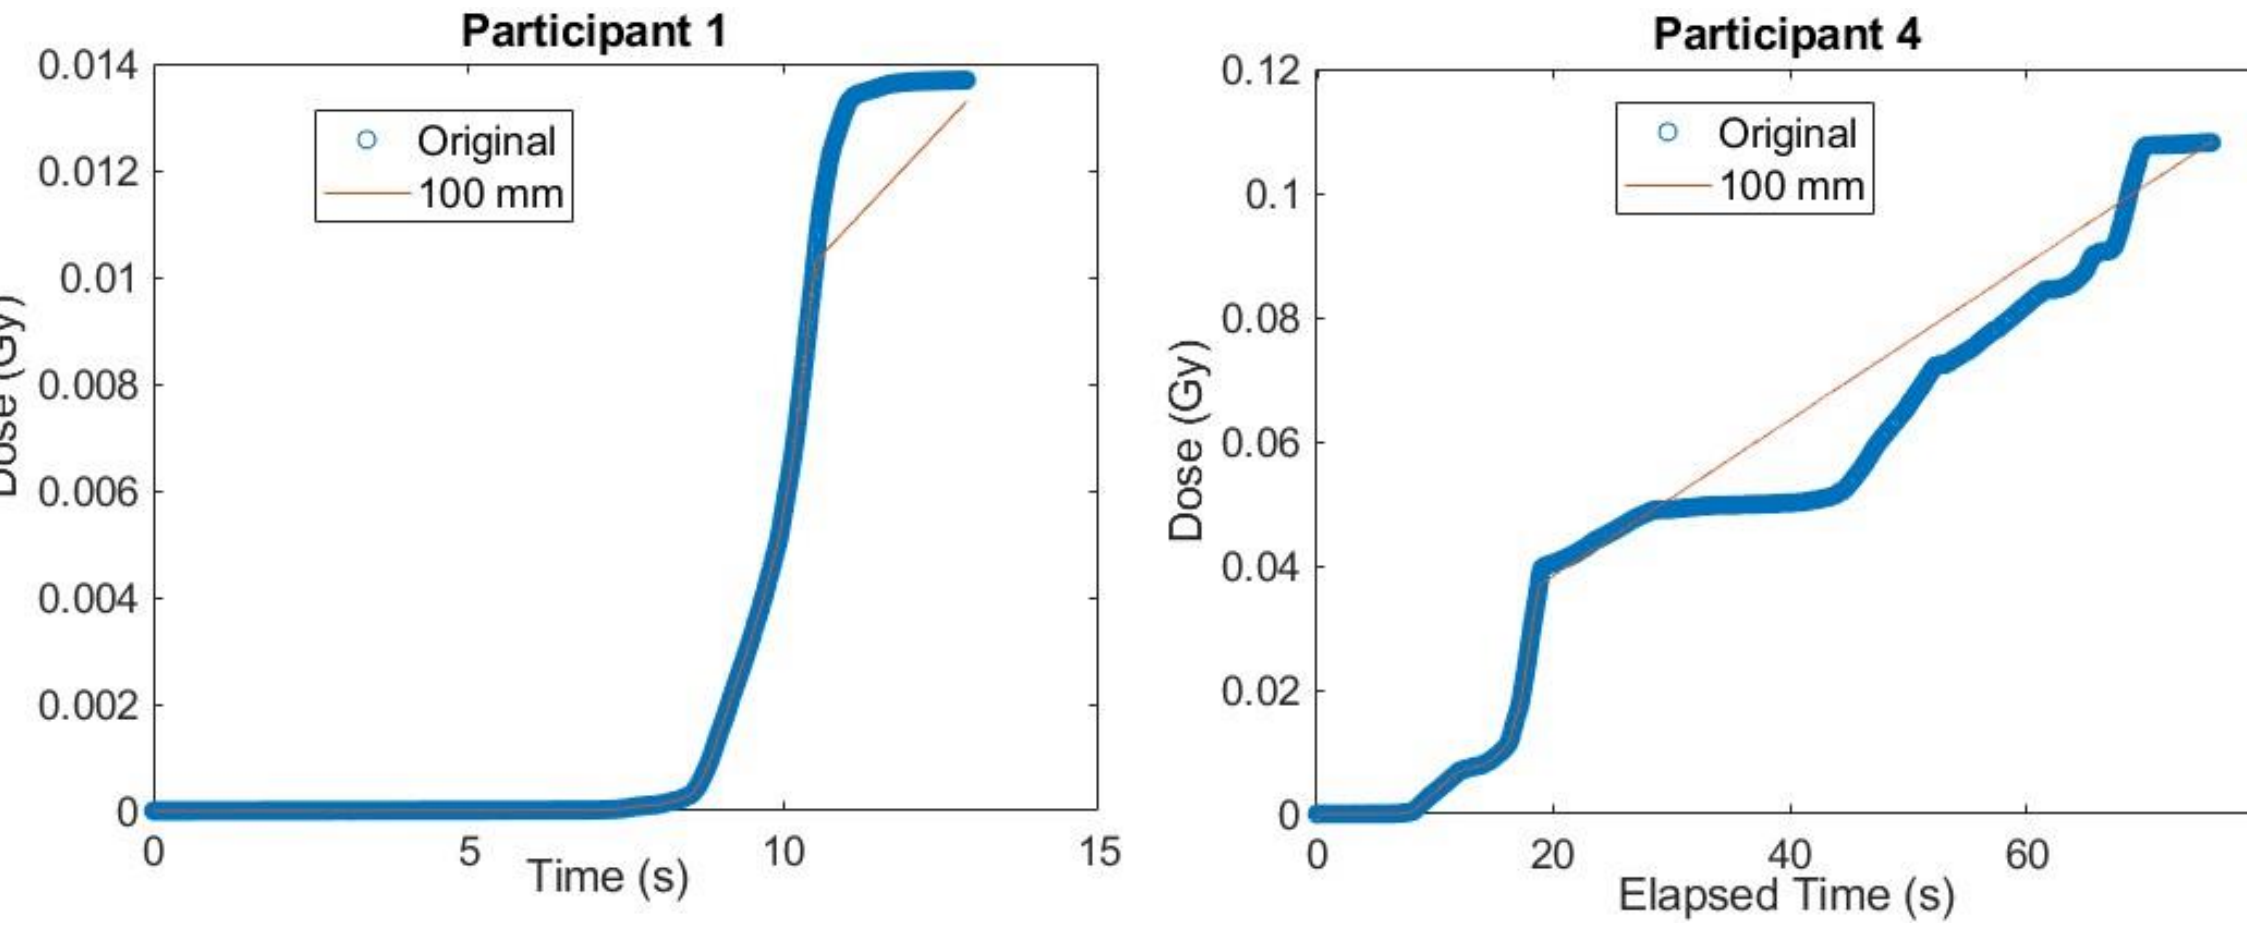 Participant 1
0.014
0.012
0.01
0.008
0.006
0.004
0.002
0
Dose (Gy)
Original
100 mm
0 5 10 15
Time (s)
Participant 4
0.12
0.1
0.08
0.06
0.04
0.02
0
Dose (Gy)
Original
100 mm
0 20 40 60
Elapsed Time (s)